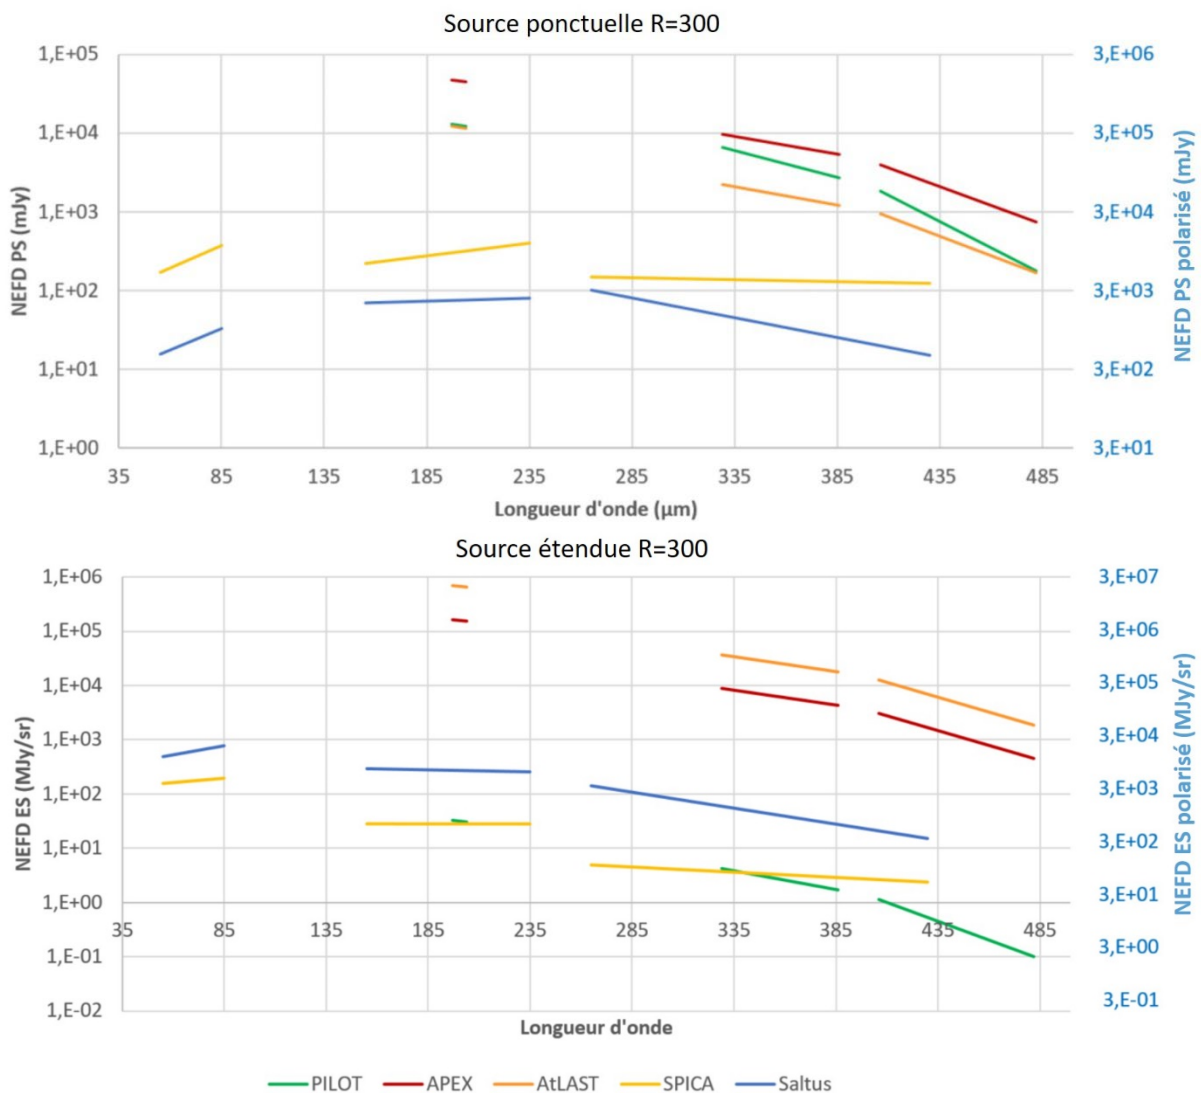 Source ponctuelle R=300
1,E+05
1,E+04
1,E+03
1,E+02
1,E+01
1,E+00
NEFD PS (mJy)
3,E+06
3,E+05
3,E+04
3,E+03
3,E+02
3,E+01
NEFD PS polarisé (mJy)
35 85 135 185 235 285 335 385 435 485
Longueur d'onde (µm)
Source étendue R=300
1,E+06
1,E+05
1,E+04
1,E+03
1,E+02
1,E+01
1,E+00
1,E-01
1,E-02
NEFD ES (MJy/sr)
3,E+07
3,E+06
3,E+05
3,E+04
3,E+03
3,E+02
3,E+01
3,E+00
3,E-01
NEFD ES polarisé (MJy/sr)
35 85 135 185 235 285 335 385 435 485
Longueur d'onde
PILOT APEX AtLAST SPICA Saltus